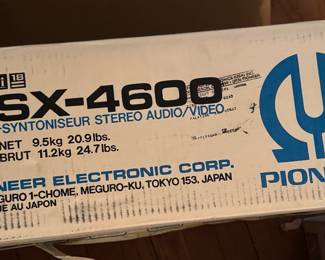 SX-4600
-SYNTONISEUR STEREO AUDIO/VIDEO
NET 9.5kg 20.9lbs.
BRUT 11.2kg 24.7lbs.
NEER ELECTRONIC CORP.
GURO 1-CHOME, MEGURO-KU, TOKYO 153, JAPAN
E AU JAPON
PION